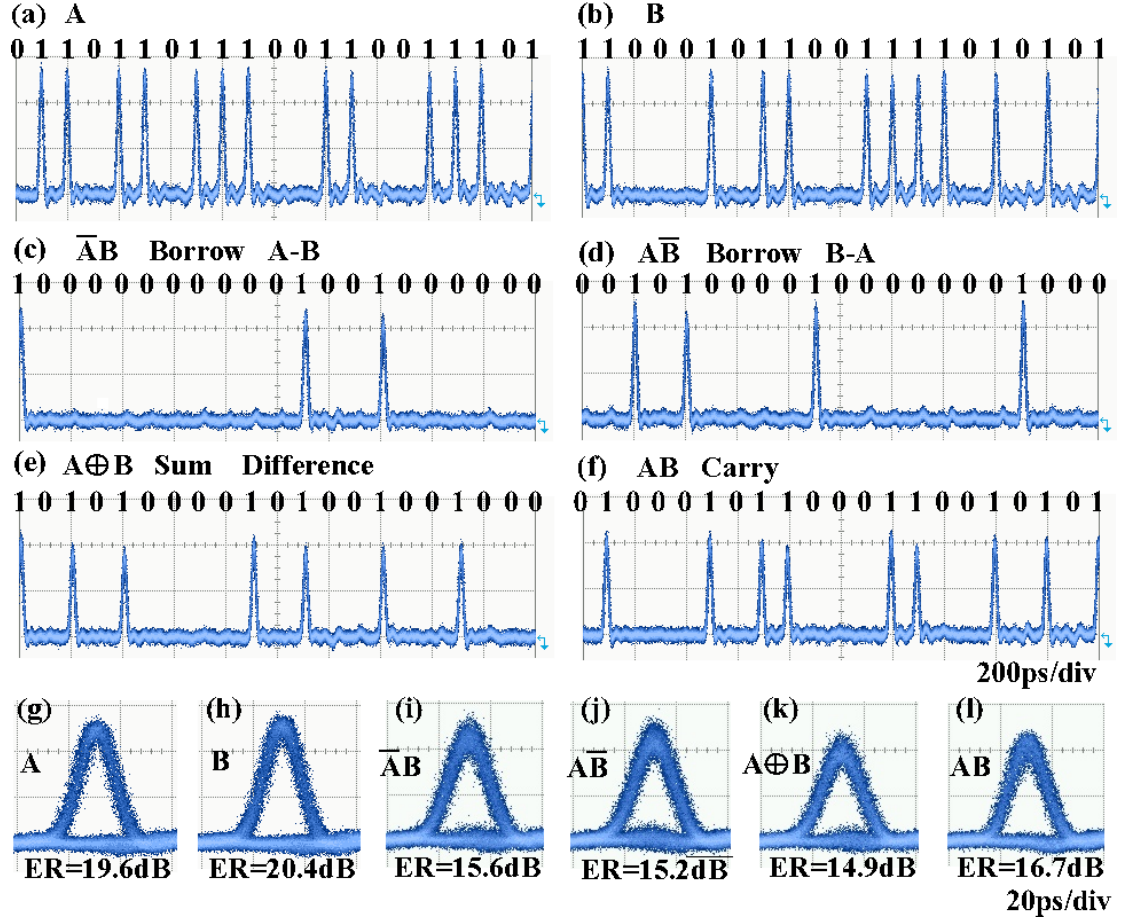 (a) A
0 1 1 0 1 1 0 1 1 1 0 0 1 1 0 0 1 1 1 0 1
(b) B
1 1 0 0 0 1 0 1 1 0 0 1 1 1 1 0 1 0 1 0 1
(c) A̅B Borrow A-B
1 0 0 0 0 0 0 0 0 0 0 1 0 0 1 0 0 0 0 0 0
(d) AB̅ Borrow B-A
0 0 1 0 1 0 0 0 0 1 0 0 0 0 0 0 0 1 0 0 0
(e) A⊕B Sum Difference
1 0 1 0 1 0 0 0 0 1 0 1 0 0 1 0 0 1 0 0 0
(f) AB Carry
0 1 0 0 0 1 0 1 1 0 0 0 1 1 0 0 1 0 1 0 1
200ps/div
(g)
A
ER=19.6dB
(h)
B
ER=20.4dB
(i)
A̅B
ER=15.6dB
(j)
AB̅
ER=15.2dB
(k)
A⊕B
ER=14.9dB
(l)
AB
ER=16.7dB
20ps/div